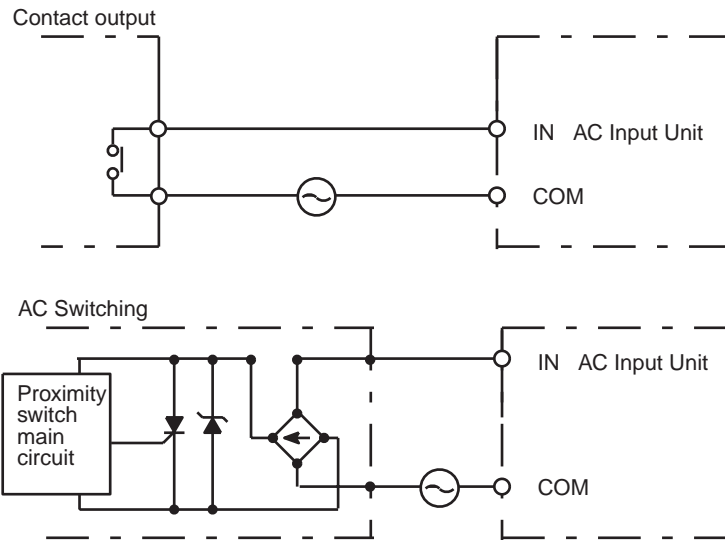 Contact output
IN AC Input Unit
COM
AC Switching
IN AC Input Unit
Proximity
switch
main
circuit
COM